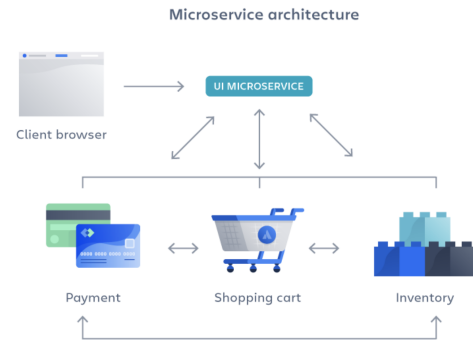 Microservice architecture
UI MICROSERVICE
Client browser
Payment
Shopping cart
Inventory